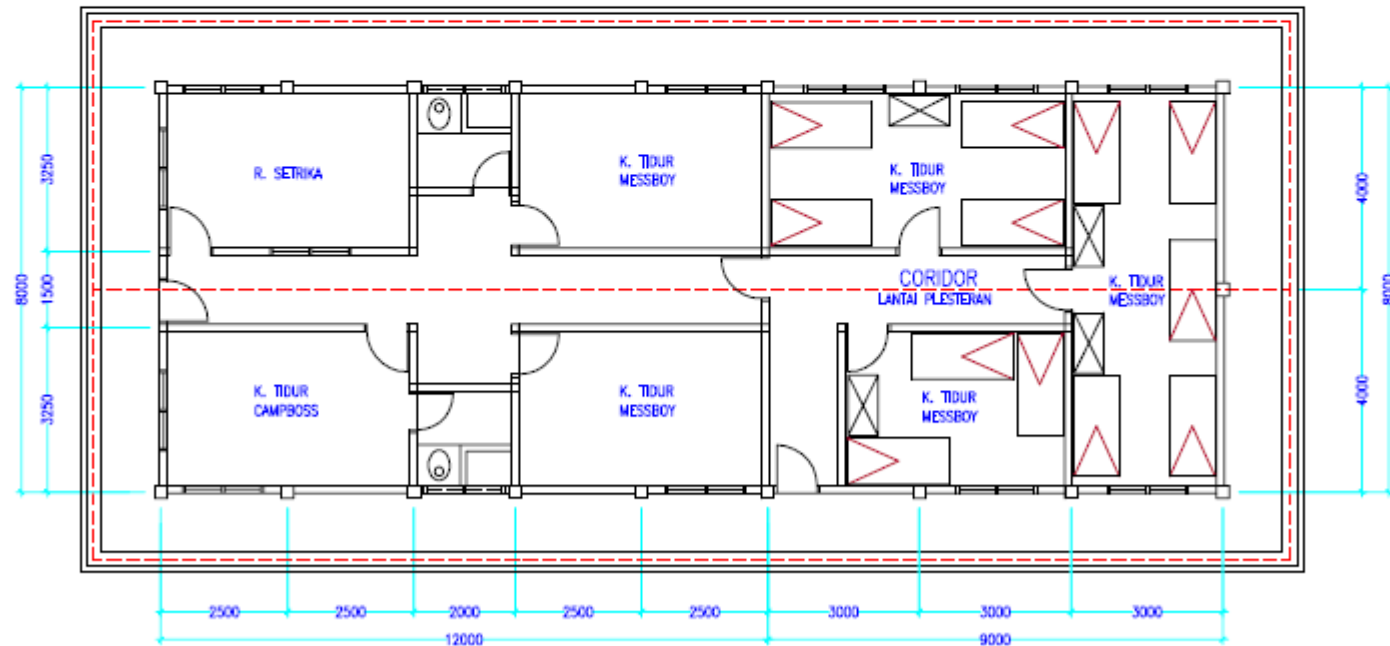 R. SETRIKA
K. TIDUR
MESSBOY
K. TIDUR
MESSBOY
CORIDOR
LANTAI PLESTERAN
K. TIDUR
MESSBOY
K. TIDUR
CAMPBOSS
K. TIDUR
MESSBOY
K. TIDUR
MESSBOY
8000
3250
1500
3250
4000
4000
8000
2500
2500
2000
2500
2500
3000
3000
3000
12000
9000